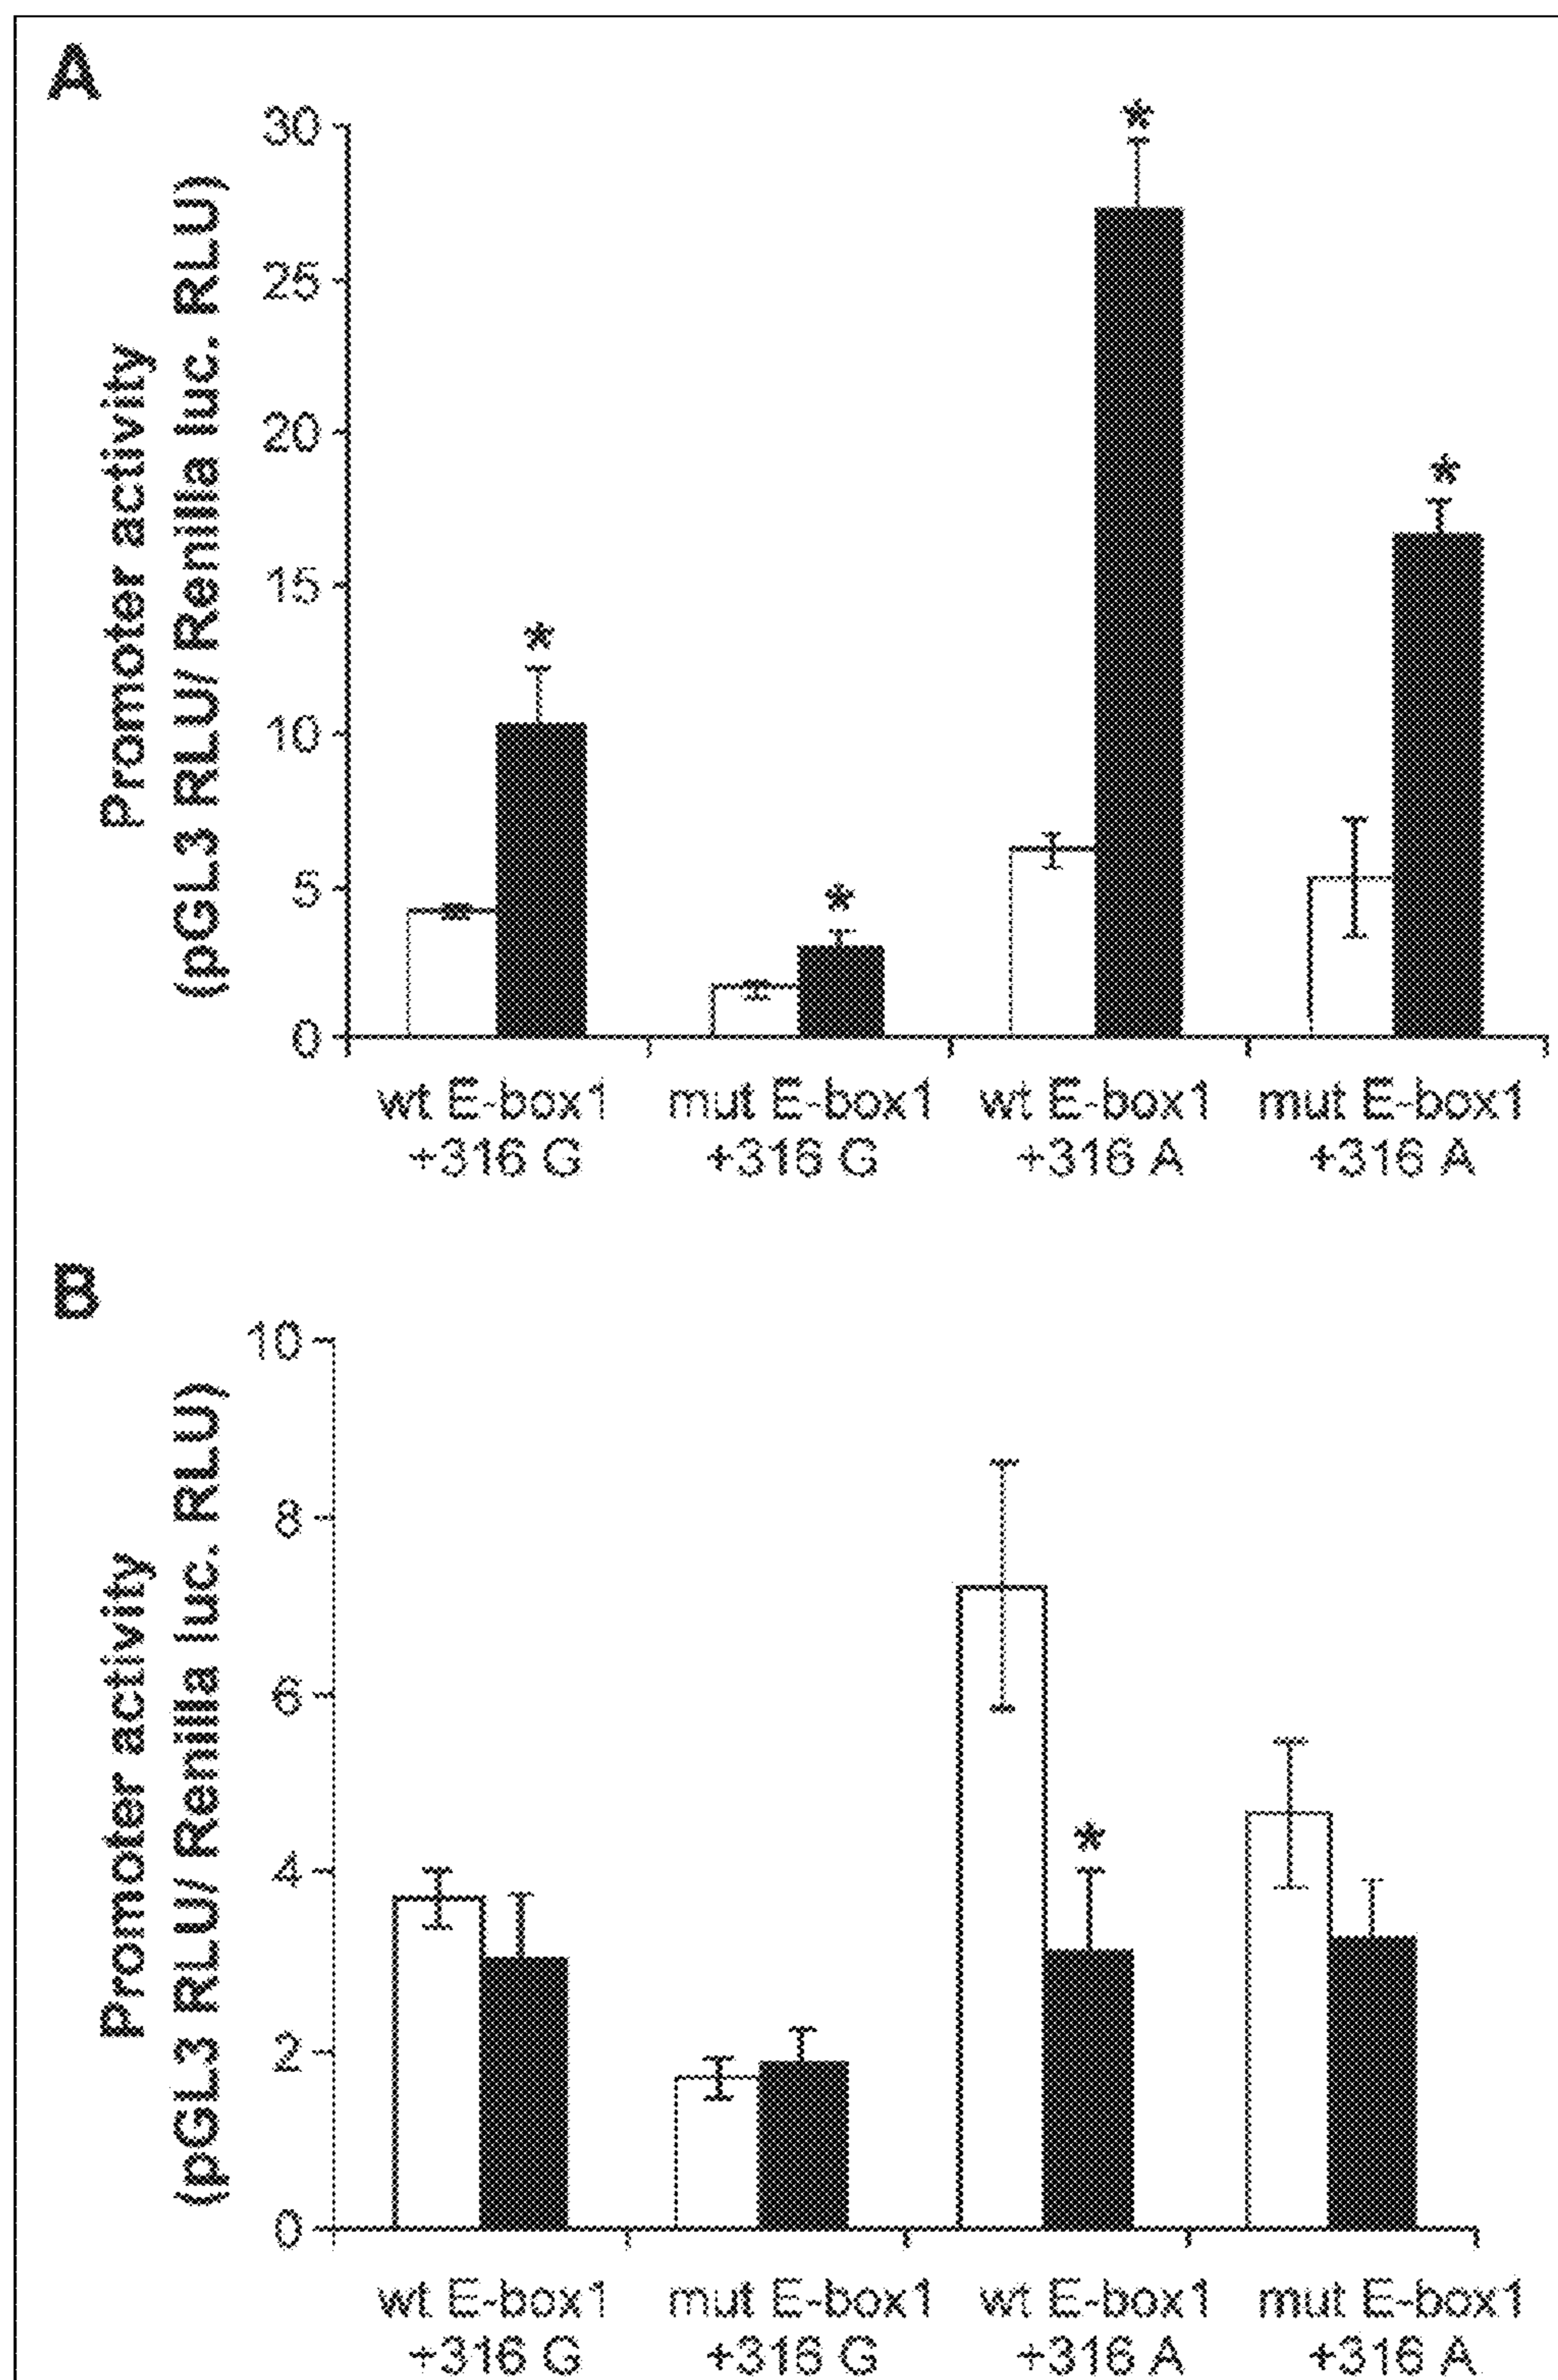 A
Promoter activity
(pGL3 RLU/ Renilla luc. RLU)
30
25
20
15
10
5
0
*
*
*
*
wt E-box1
+316 G
mut E-box1
+316 G
wt E-box1
+316 A
mut E-box1
+316 A
B
Promoter activity
(pGL3 RLU/ Renilla luc. RLU)
10
8
6
4
2
0
*
wt E-box1
+316 G
mut E-box1
+316 G
wt E-box1
+316 A
mut E-box1
+316 A